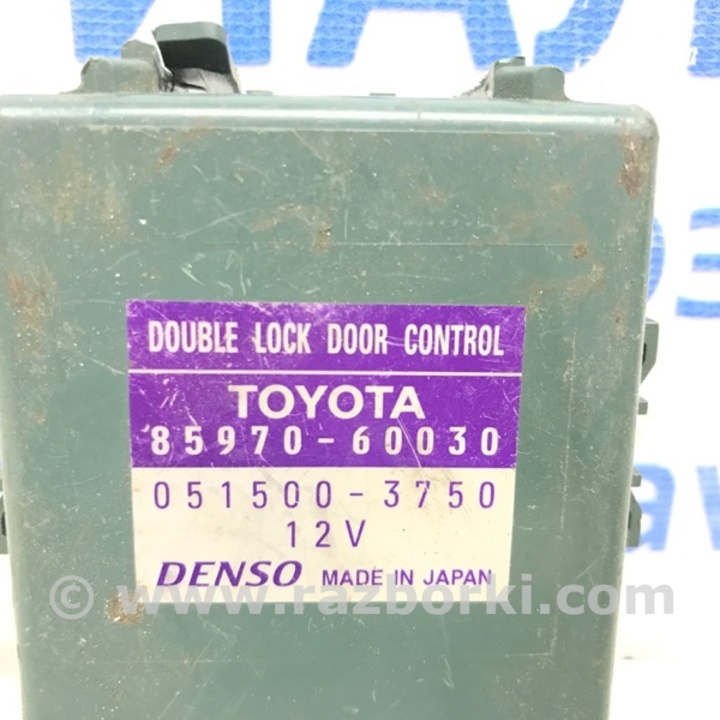 DOUBLE LOCK DOOR CONTROL
TOYOTA
85970-60030
051500-3750
12V
DENSO MADE IN JAPAN
© www.razborki.com